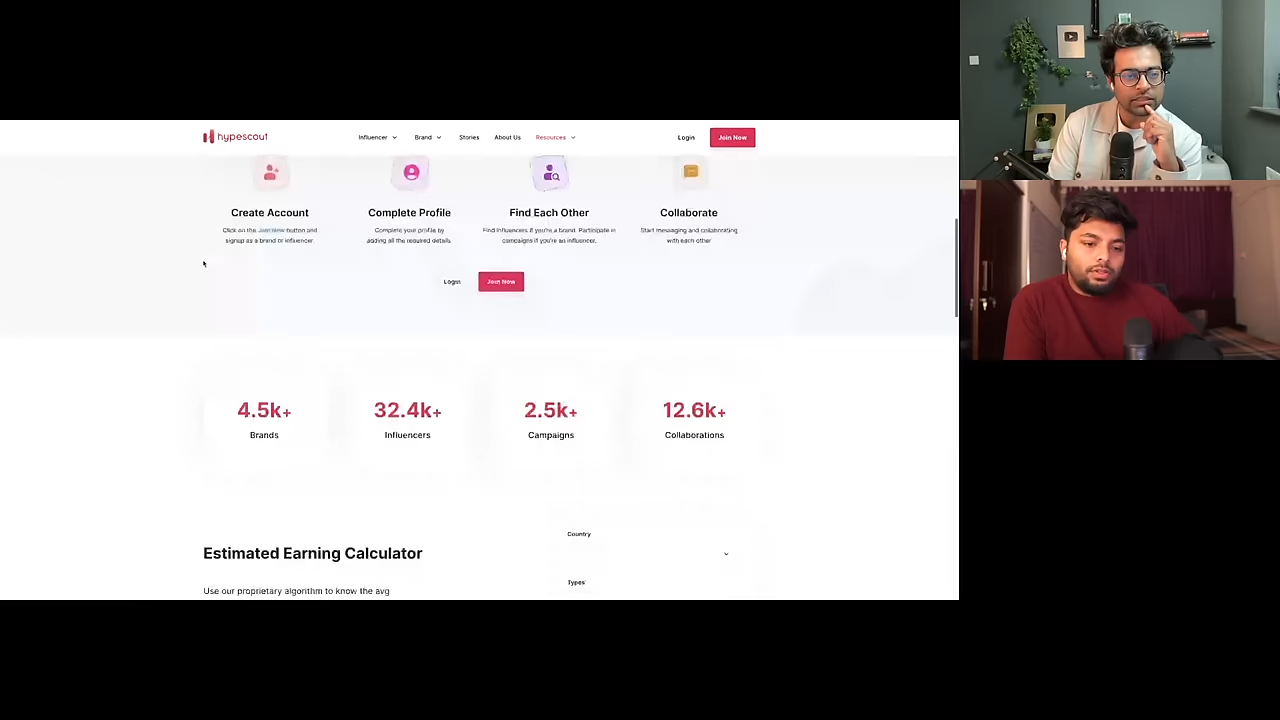 hypescout
Influencer Brand Stories About Us Resources Login Join Now
Create Account
Click on the Join Now button and
signup as a brand or influencer.
Complete Profile
Complete your profile by
adding all the required details.
Find Each Other
Find Influencers if you're a brand. Participate in
campaigns if you're an influencer.
Collaborate
Start messaging and collaborating
with each other
Login Join Now
4.5k+
Brands
32.4k+
Influencers
2.5k+
Campaigns
12.6k+
Collaborations
Estimated Earning Calculator
Use our proprietary algorithm to know the avg
Country
Types